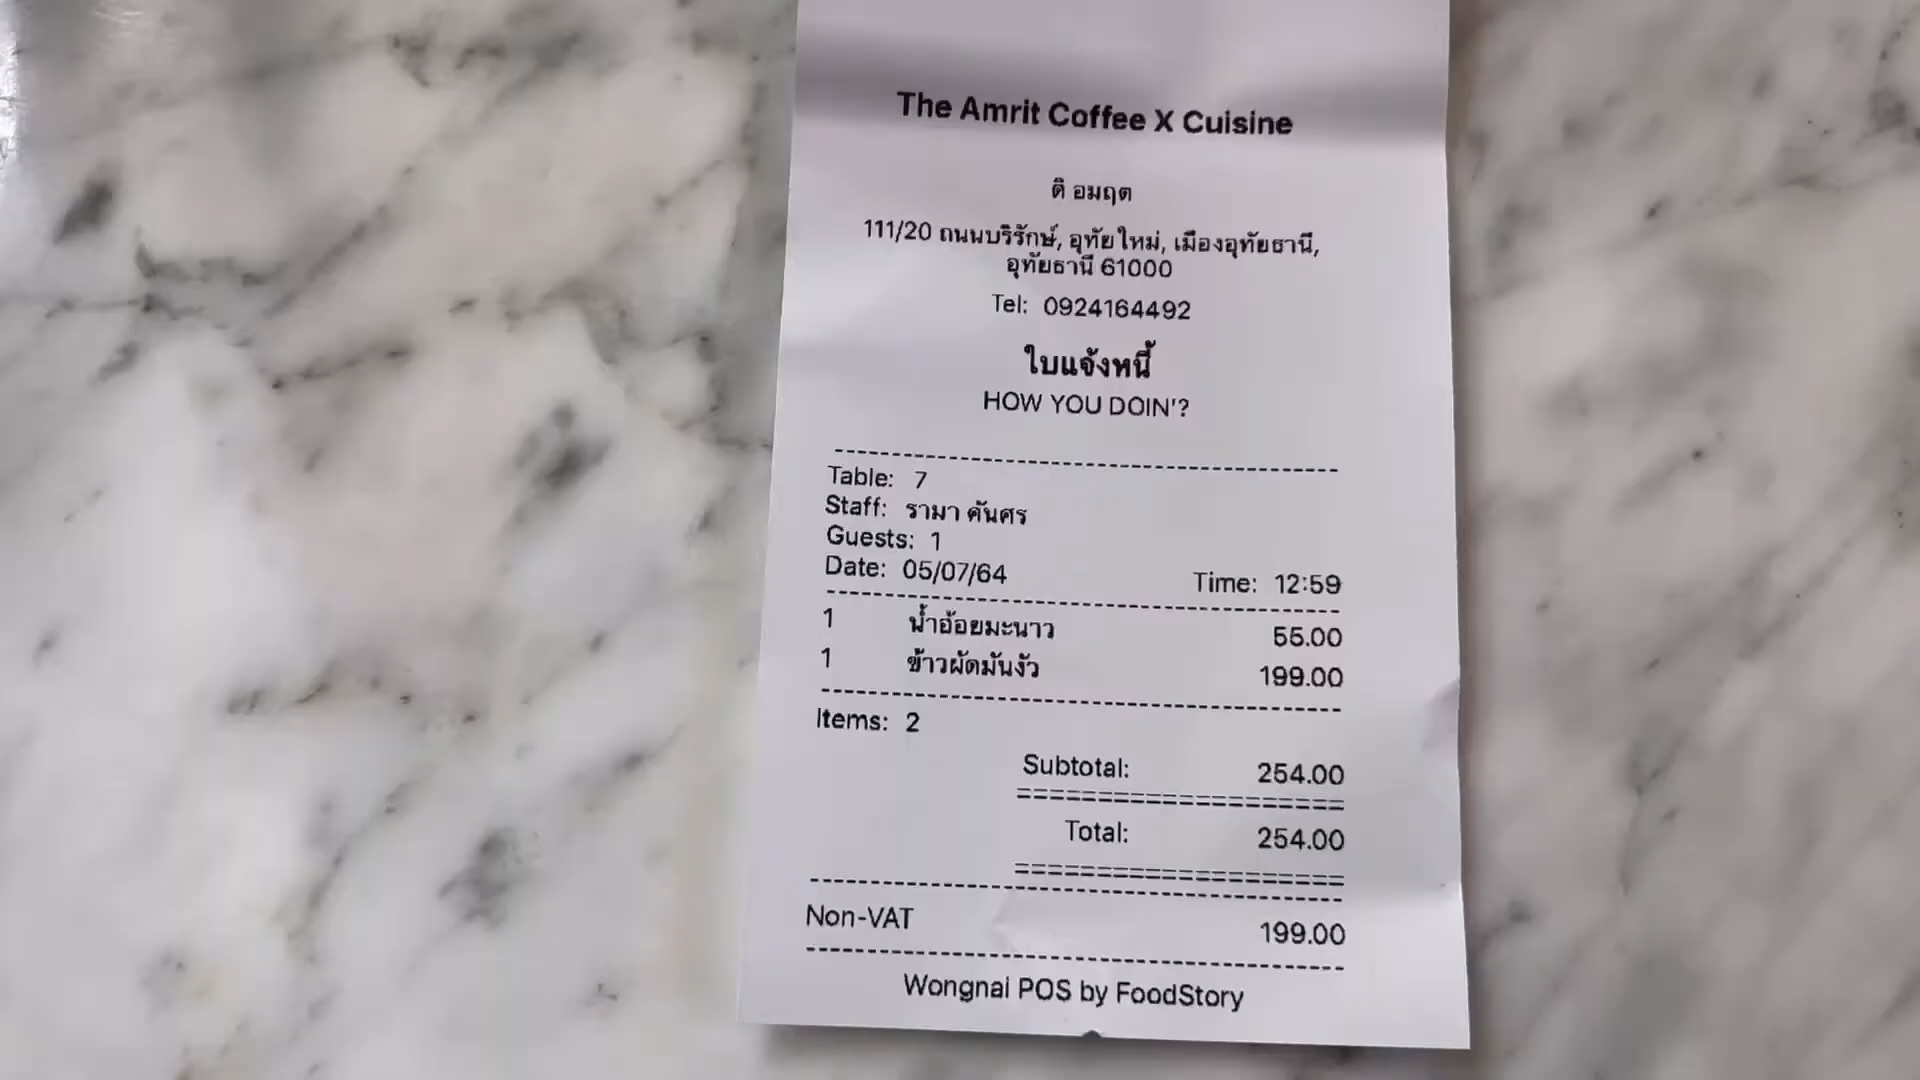 The Amrit Coffee X Cuisine
ดิ อมฤต
111/20 ถนนบริรักษ์, อุทัยใหม่, เมืองอุทัยธานี,
อุทัยธานี 61000
Tel: 0924164492
ใบแจ้งหนี้
HOW YOU DOIN'?
Table: 7
Staff: รามา คันศร
Guests: 1
Date: 05/07/64 Time: 12:59
1 น้ำอ้อยมะนาว 55.00
1 ข้าวผัดมันงัว 199.00
Items: 2
Subtotal: 254.00
Total: 254.00
Non-VAT 199.00
Wongnai POS by FoodStory